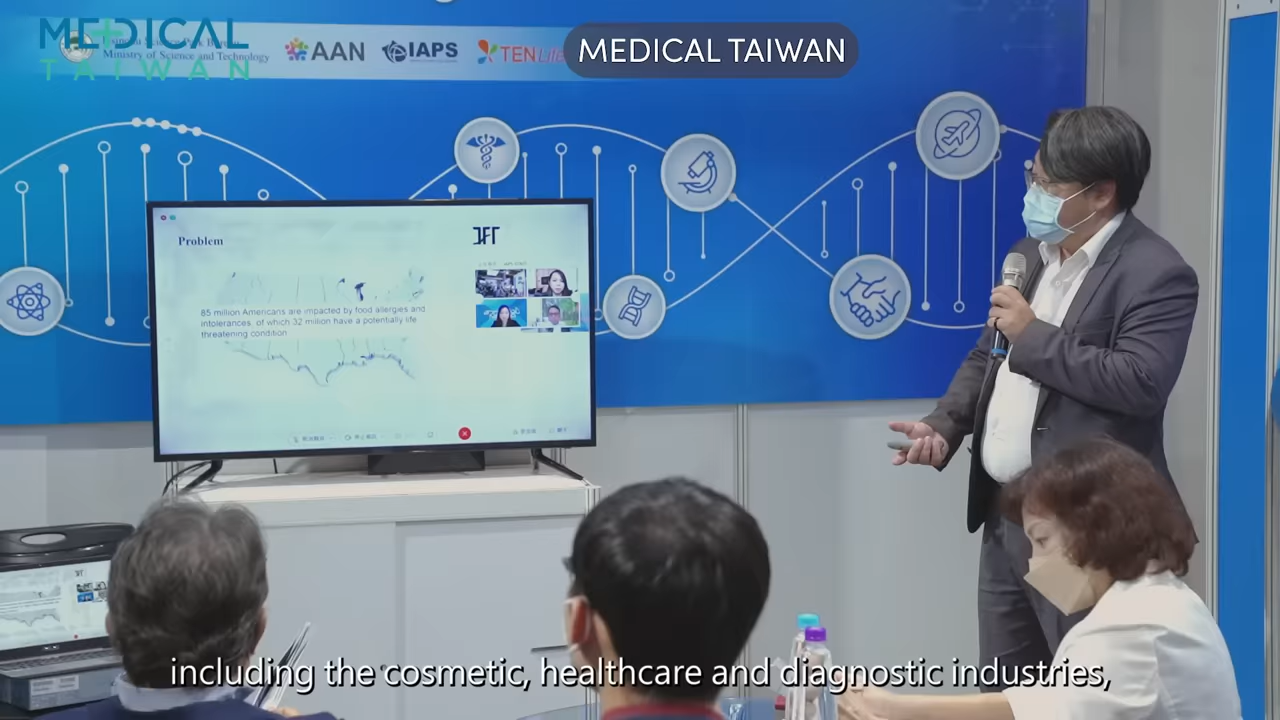 MEDICAL
TAIWAN
Ministry of Science and Technology
AAN
IAPS
TENLife
MEDICAL TAIWAN
Problem
85 million Americans are impacted by food allergies and
intolerances, of which 32 million have a potentially life
threatening condition
including the cosmetic, healthcare and diagnostic industries,